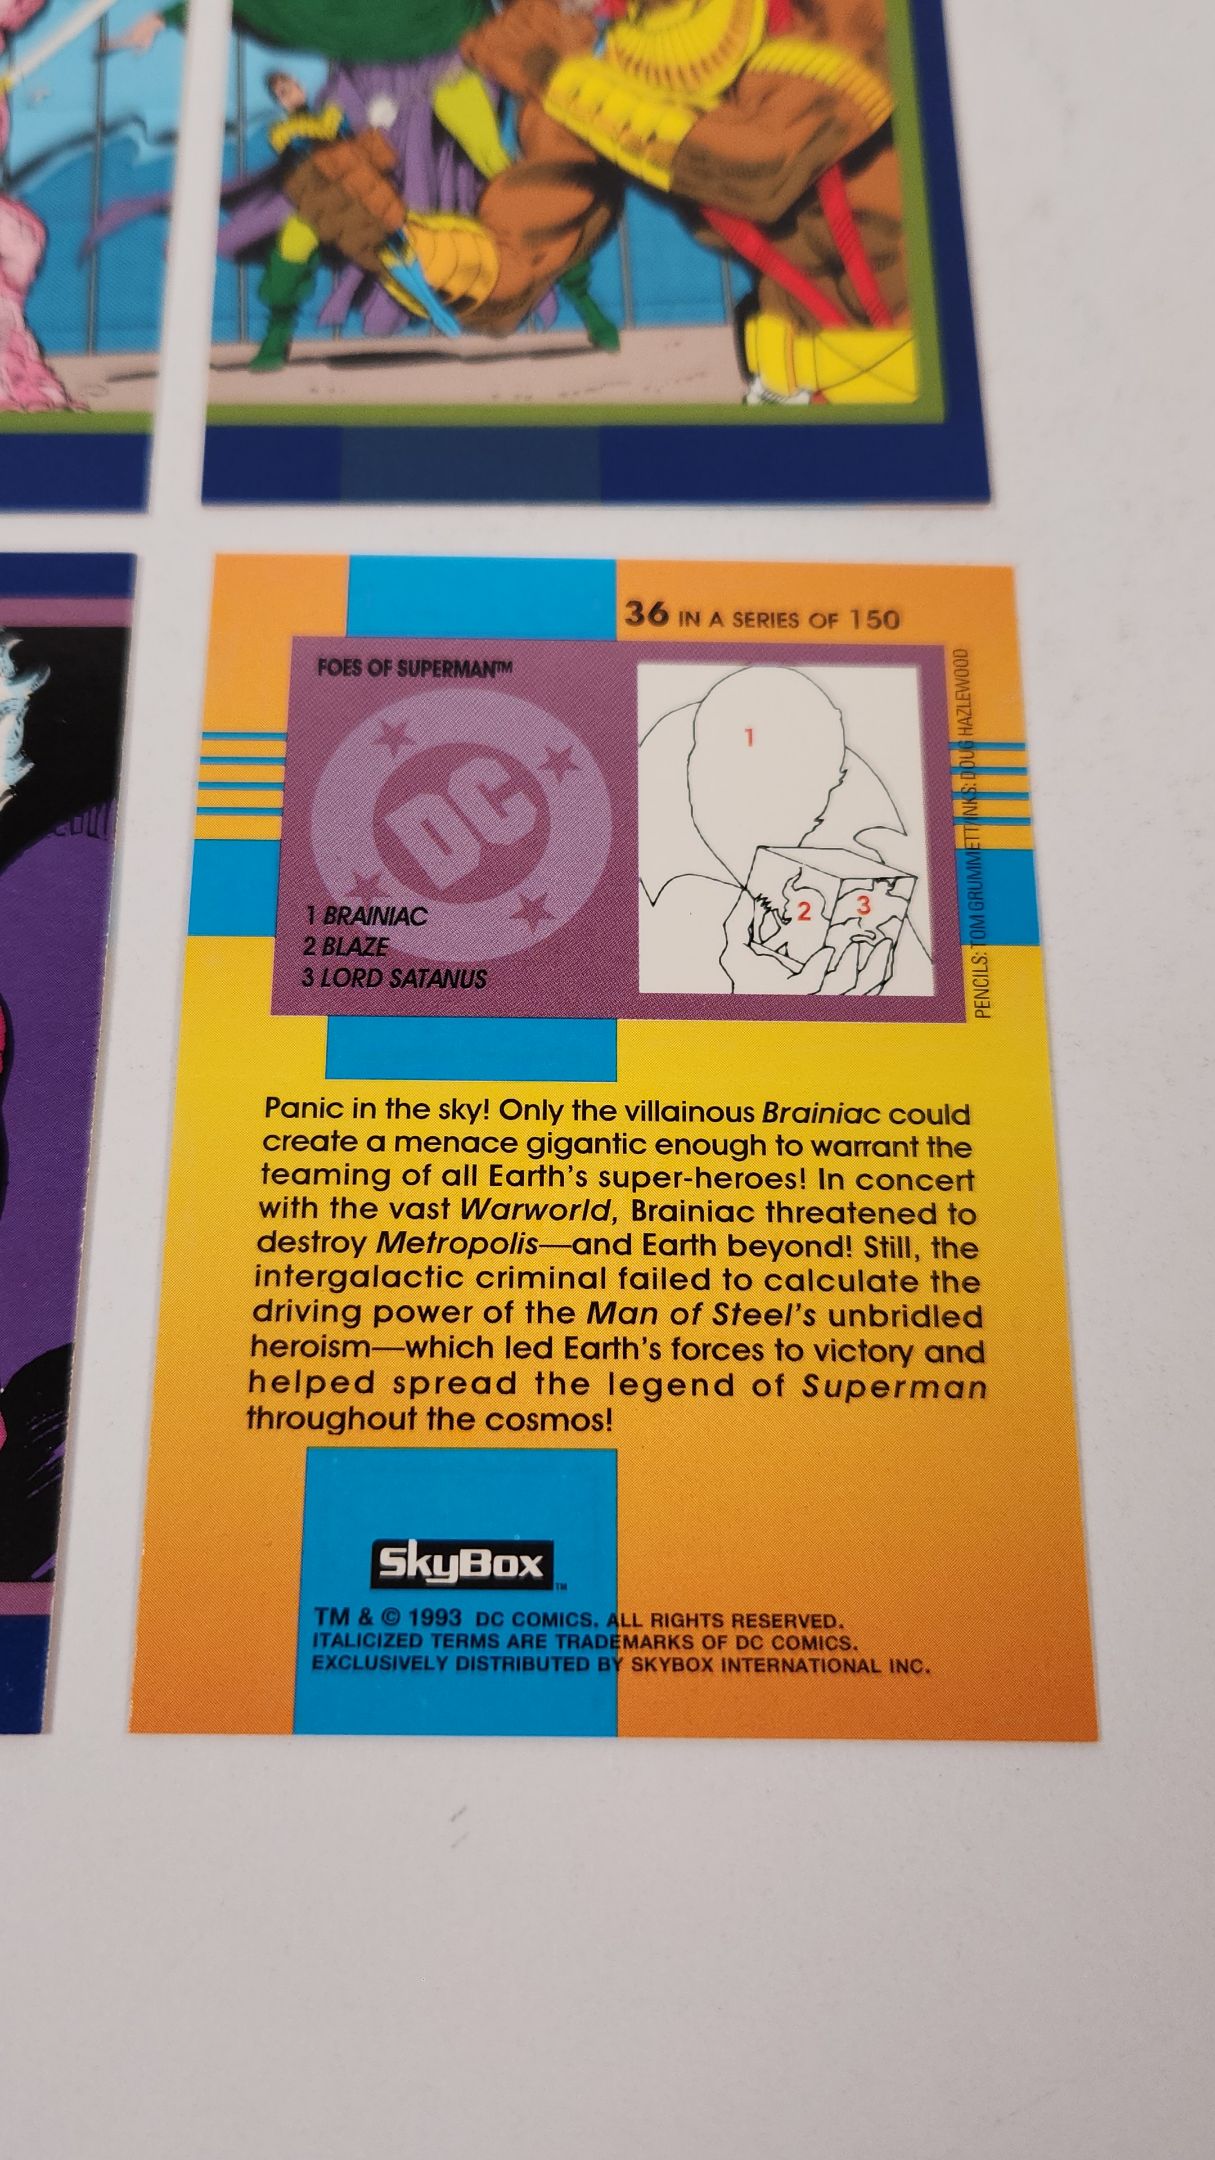 36 IN A SERIES OF 150
FOES OF SUPERMAN™
DC
1
2
3
1 BRAINIAC
2 BLAZE
3 LORD SATANUS
PENCILS: TOM GRUMMETT/INKS: DOUG HAZLEWOOD
Panic in the sky! Only the villainous Brainiac could
create a menace gigantic enough to warrant the
teaming of all Earth's super-heroes! In concert
with the vast Warworld, Brainiac threatened to
destroy Metropolis—and Earth beyond! Still, the
intergalactic criminal failed to calculate the
driving power of the Man of Steel's unbridled
heroism—which led Earth's forces to victory and
helped spread the legend of Superman
throughout the cosmos!
SkyBox™
TM & © 1993 DC COMICS. ALL RIGHTS RESERVED.
ITALICIZED TERMS ARE TRADEMARKS OF DC COMICS.
EXCLUSIVELY DISTRIBUTED BY SKYBOX INTERNATIONAL INC.